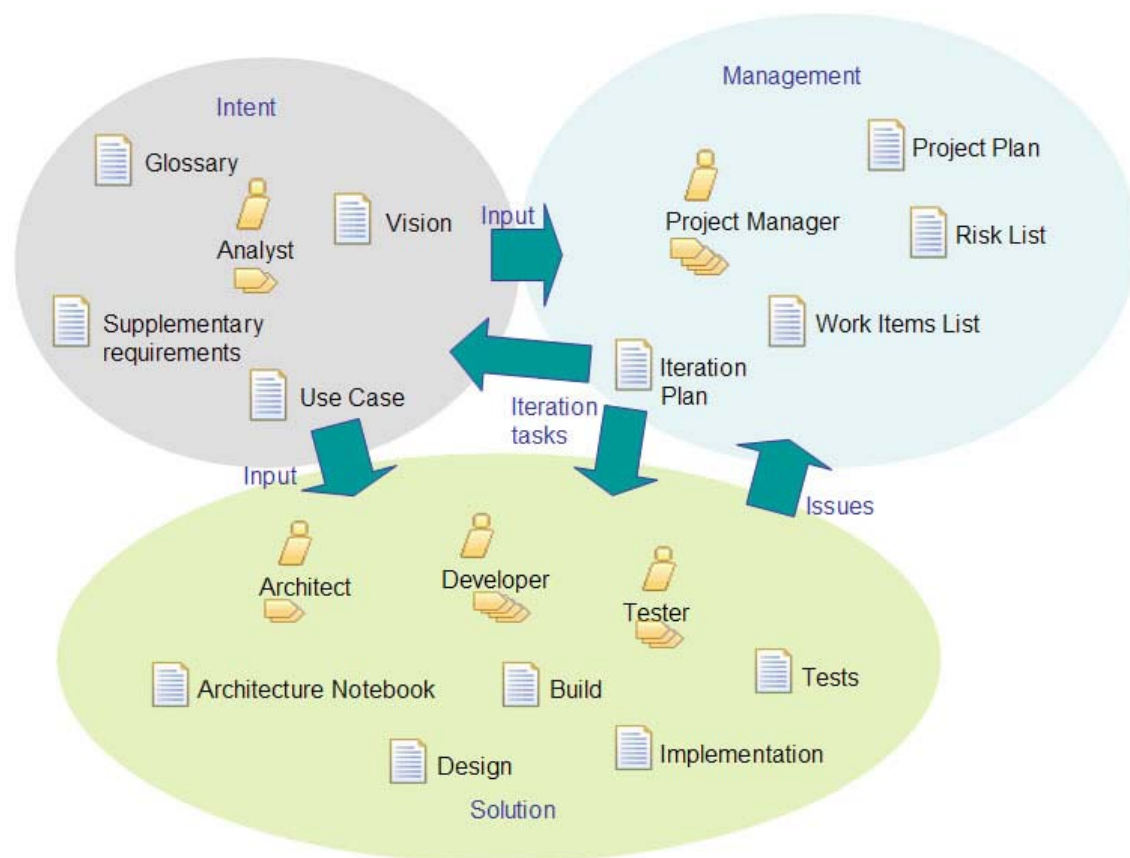 Management
Intent
Glossary
Project Plan
Vision
Input
Project Manager
Risk List
Analyst
Supplementary
requirements
Work Items List
Iteration
Plan
Use Case
Iteration
tasks
Input
Issues
Architect
Developer
Tester
Architecture Notebook
Build
Tests
Design
Implementation
Solution